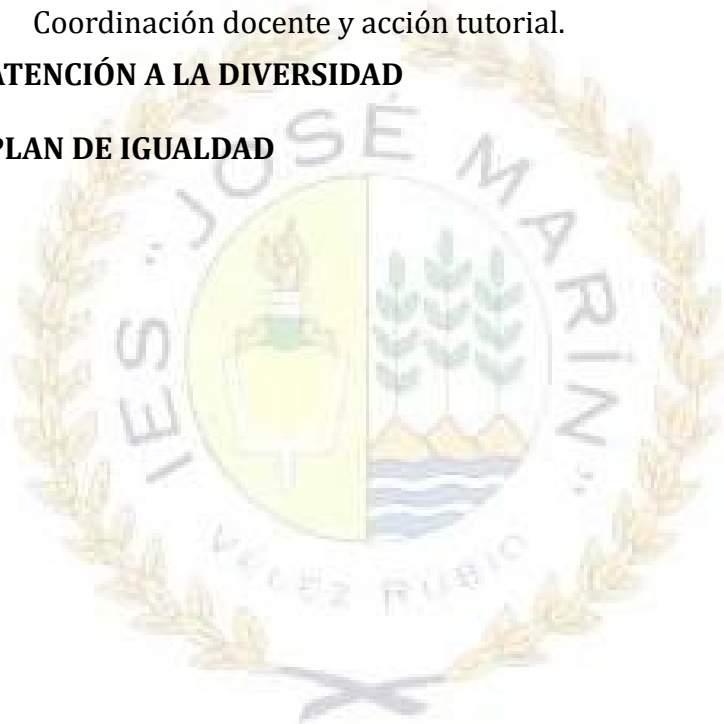 Coordinación docente y acción tutorial.
ATENCIÓN A LA DIVERSIDAD
PLAN DE IGUALDAD
IES "JOSÉ MARÍN"
VÉLEZ RUBIO